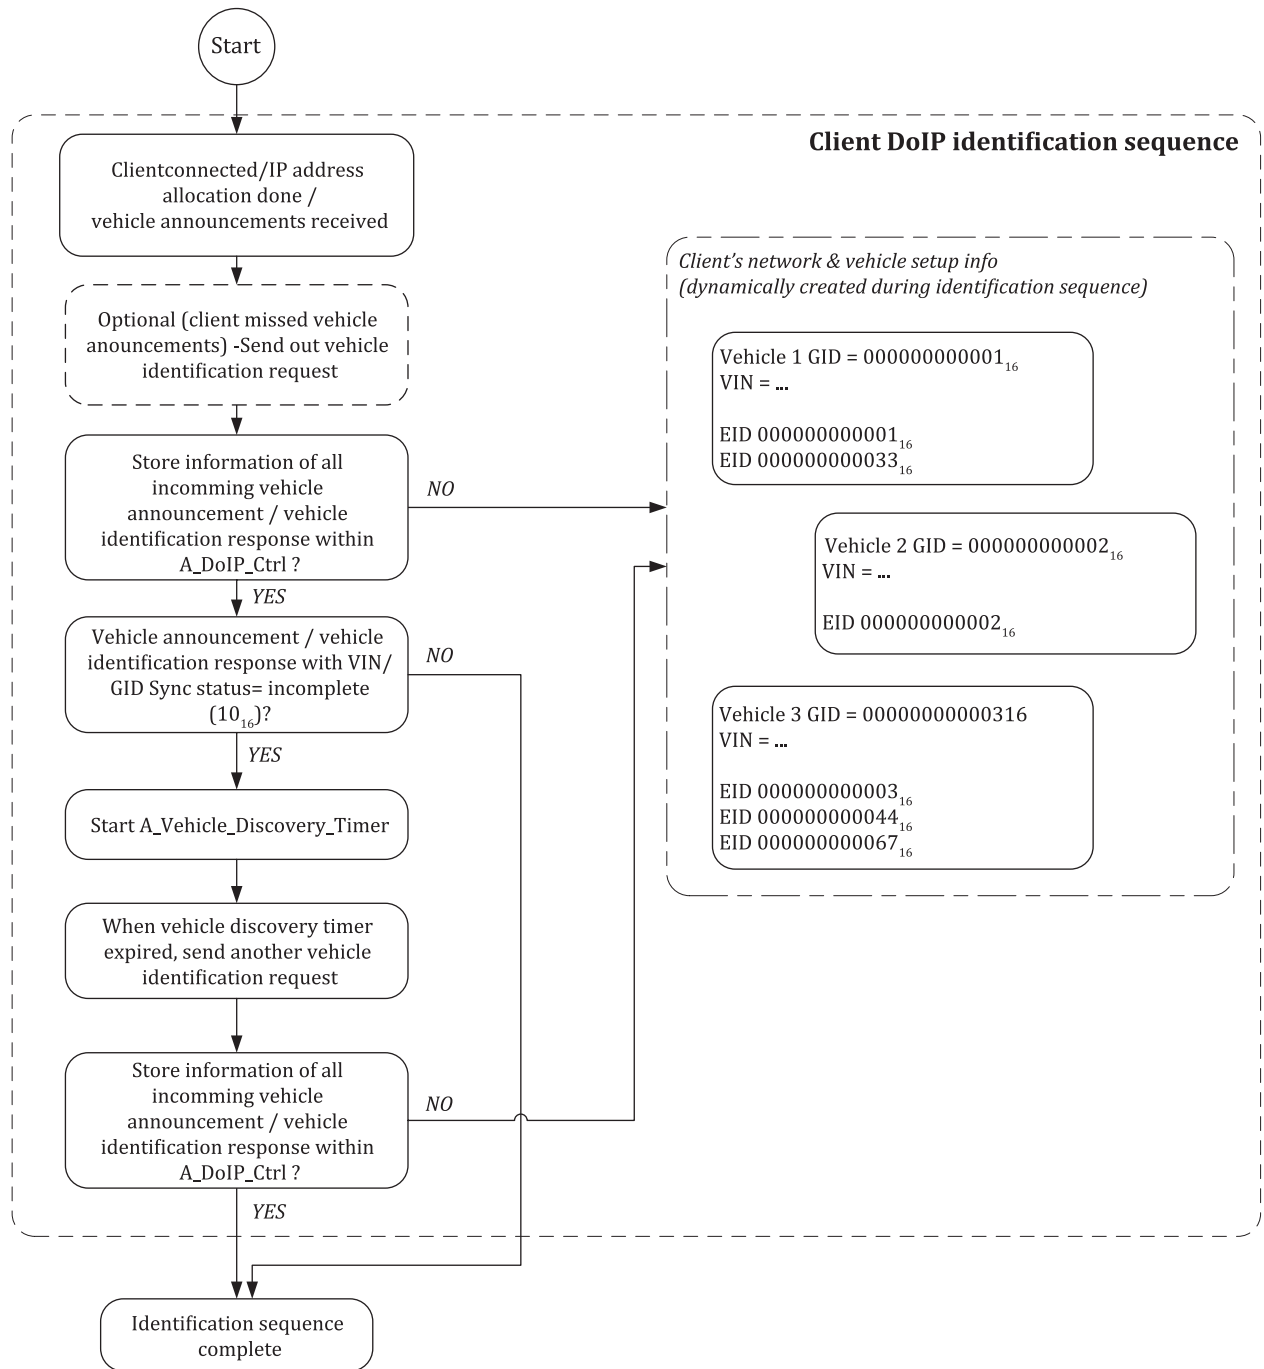 Start
Client DoIP identification sequence
Clientconnected/IP address
allocation done /
vehicle announcements received
Optional (client missed vehicle
anouncements) -Send out vehicle
identification request
Store information of all
incomming vehicle
announcement / vehicle
identification response within
A_DoIP_Ctrl ?
NO
YES
Vehicle announcement / vehicle
identification response with VIN/
GID Sync status= incomplete
(10₁₆)?
NO
YES
Start A_Vehicle_Discovery_Timer
When vehicle discovery timer
expired, send another vehicle
identification request
Store information of all
incomming vehicle
announcement / vehicle
identification response within
A_DoIP_Ctrl ?
NO
YES
Identification sequence
complete
Client's network & vehicle setup info
(dynamically created during identification sequence)
Vehicle 1 GID = 000000000001₁₆
VIN = ...
EID 000000000001₁₆
EID 000000000033₁₆
Vehicle 2 GID = 000000000002₁₆
VIN = ...
EID 000000000002₁₆
Vehicle 3 GID = 00000000000316
VIN = ...
EID 000000000003₁₆
EID 000000000044₁₆
EID 000000000067₁₆